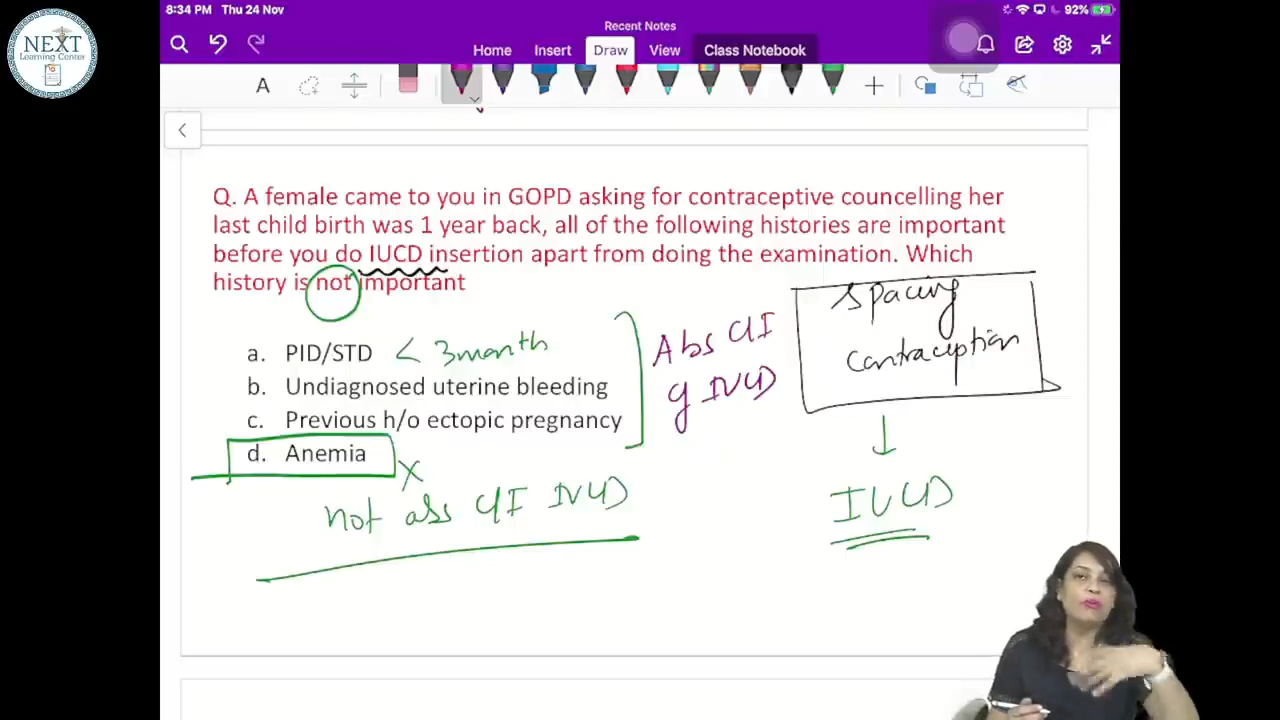 8:34 PM Thu 24 Nov
92%
NEXT
Learning Center
Recent Notes
Home Insert Draw View Class Notebook
A
Q. A female came to you in GOPD asking for contraceptive councelling her
last child birth was 1 year back, all of the following histories are important
before you do IUCD insertion apart from doing the examination. Which
history is not important
a. PID/STD < 3month
b. Undiagnosed uterine bleeding
c. Previous h/o ectopic pregnancy
d. Anemia X
Abs C/I
g IUCD
not abs C/I IUCD
Spacing
Contraception
IUCD